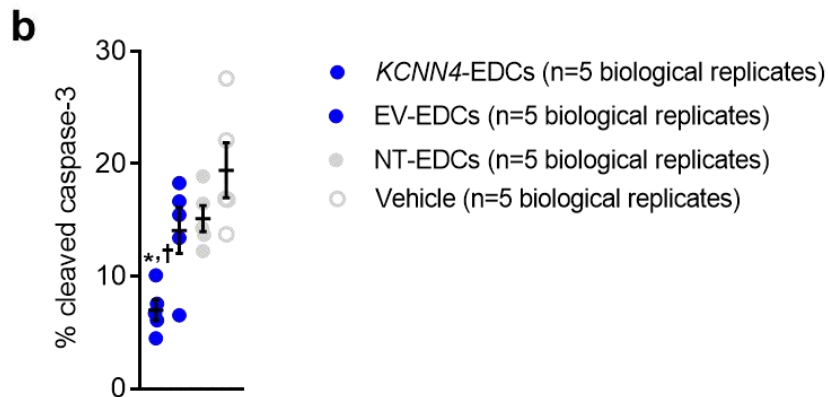 b
30
20
10
0
% cleaved caspase-3
*,†
KCNN4-EDCs (n=5 biological replicates)
EV-EDCs (n=5 biological replicates)
NT-EDCs (n=5 biological replicates)
Vehicle (n=5 biological replicates)